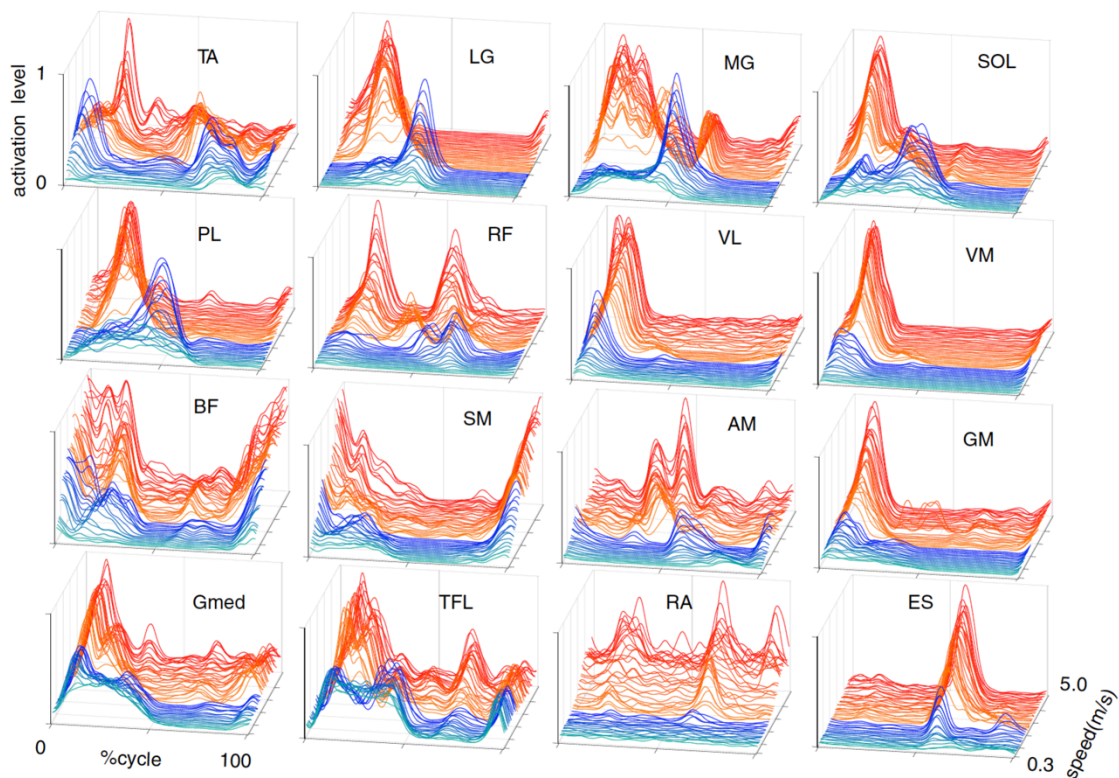 TA
LG
MG
SOL
activation level
1
0
PL
RF
VL
VM
BF
SM
AM
GM
Gmed
TFL
RA
ES
0
%cycle
100
5.0
0.3
speed(m/s)